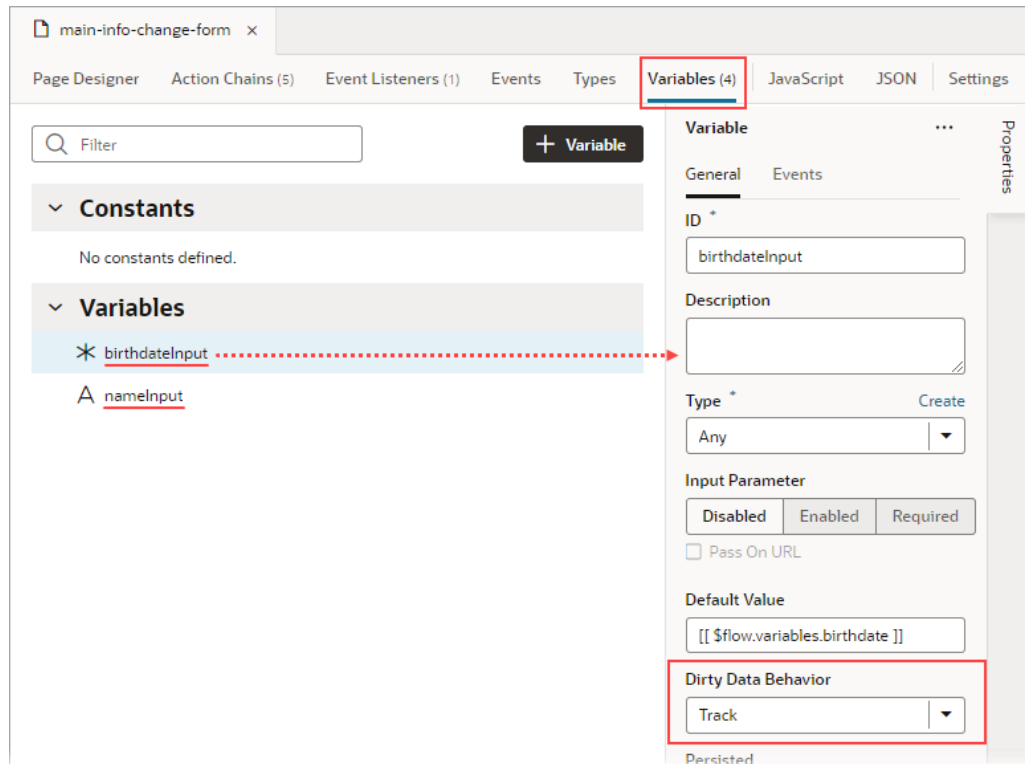 main-info-change-form ×
Page Designer Action Chains (5) Event Listeners (1) Events Types Variables (4) JavaScript JSON Settings
Filter
+ Variable
Constants
No constants defined.
Variables
birthdateInput
A nameInput
Variable ...
General Events
ID *
birthdateInput
Description
Type * Create
Any
Input Parameter
Disabled Enabled Required
Pass On URL
Default Value
[[ $flow.variables.birthdate ]]
Dirty Data Behavior
Track
Persisted
Properties